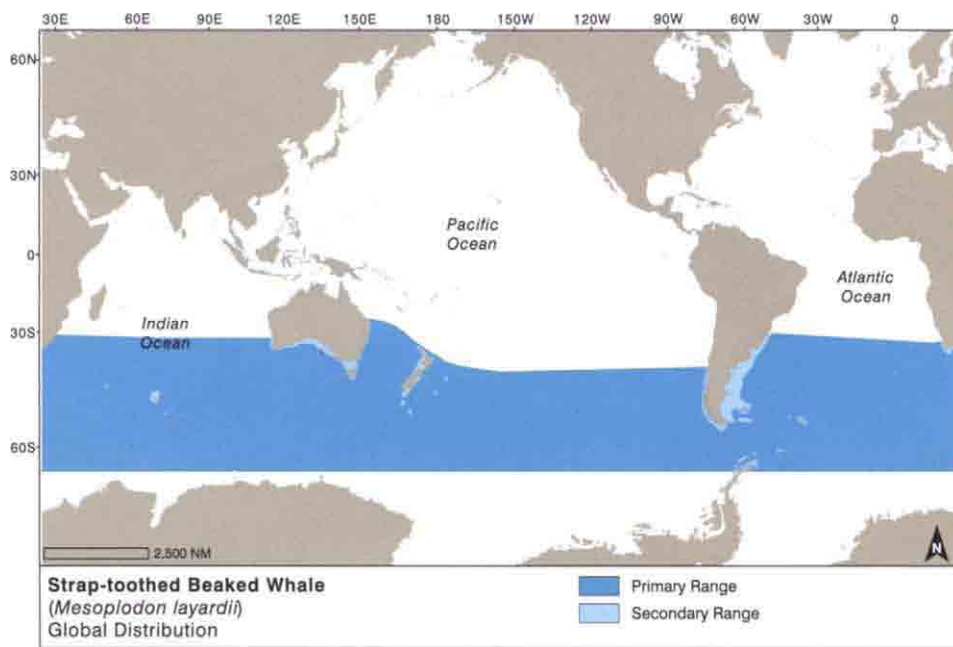 30E 60E 90E 120E 150E 180 150W 120W 90W 60W 30W 0
60N
30N
Pacific
Ocean
0
Atlantic
Ocean
30S
Indian
Ocean
60S
2,500 NM
N
Strap-toothed Beaked Whale
(Mesoplodon layardii)
Global Distribution
Primary Range
Secondary Range